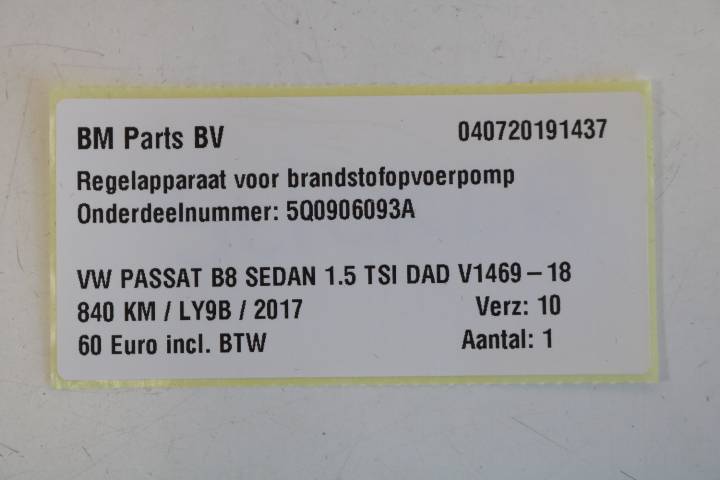 BM Parts BV 040720191437
Regelapparaat voor brandstofopvoerpomp
Onderdeelnummer: 5Q0906093A
VW PASSAT B8 SEDAN 1.5 TSI DAD V1469-18
840 KM / LY9B / 2017 Verz: 10
60 Euro incl. BTW Aantal: 1